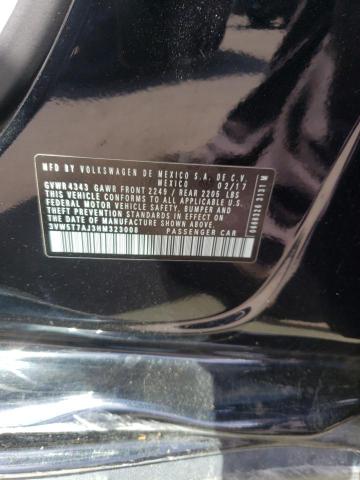 MFD BY VOLKSWAGEN DE MEXICO S.A. DE C.V.
MEXICO 02/17
GVWR 4343 GAWR FRONT 2249 / REAR 2205 LBS
THIS VEHICLE CONFORMS TO ALL APPLICABLE U.S.
FEDERAL MOTOR VEHICLE SAFETY, BUMPER AND
THEFT PREVENTION STANDARDS IN EFFECT ON THE
DATE OF MANUFACTURE SHOWN ABOVE.
3VWST7AJ3HM323008
PASSENGER CAR
3131 M